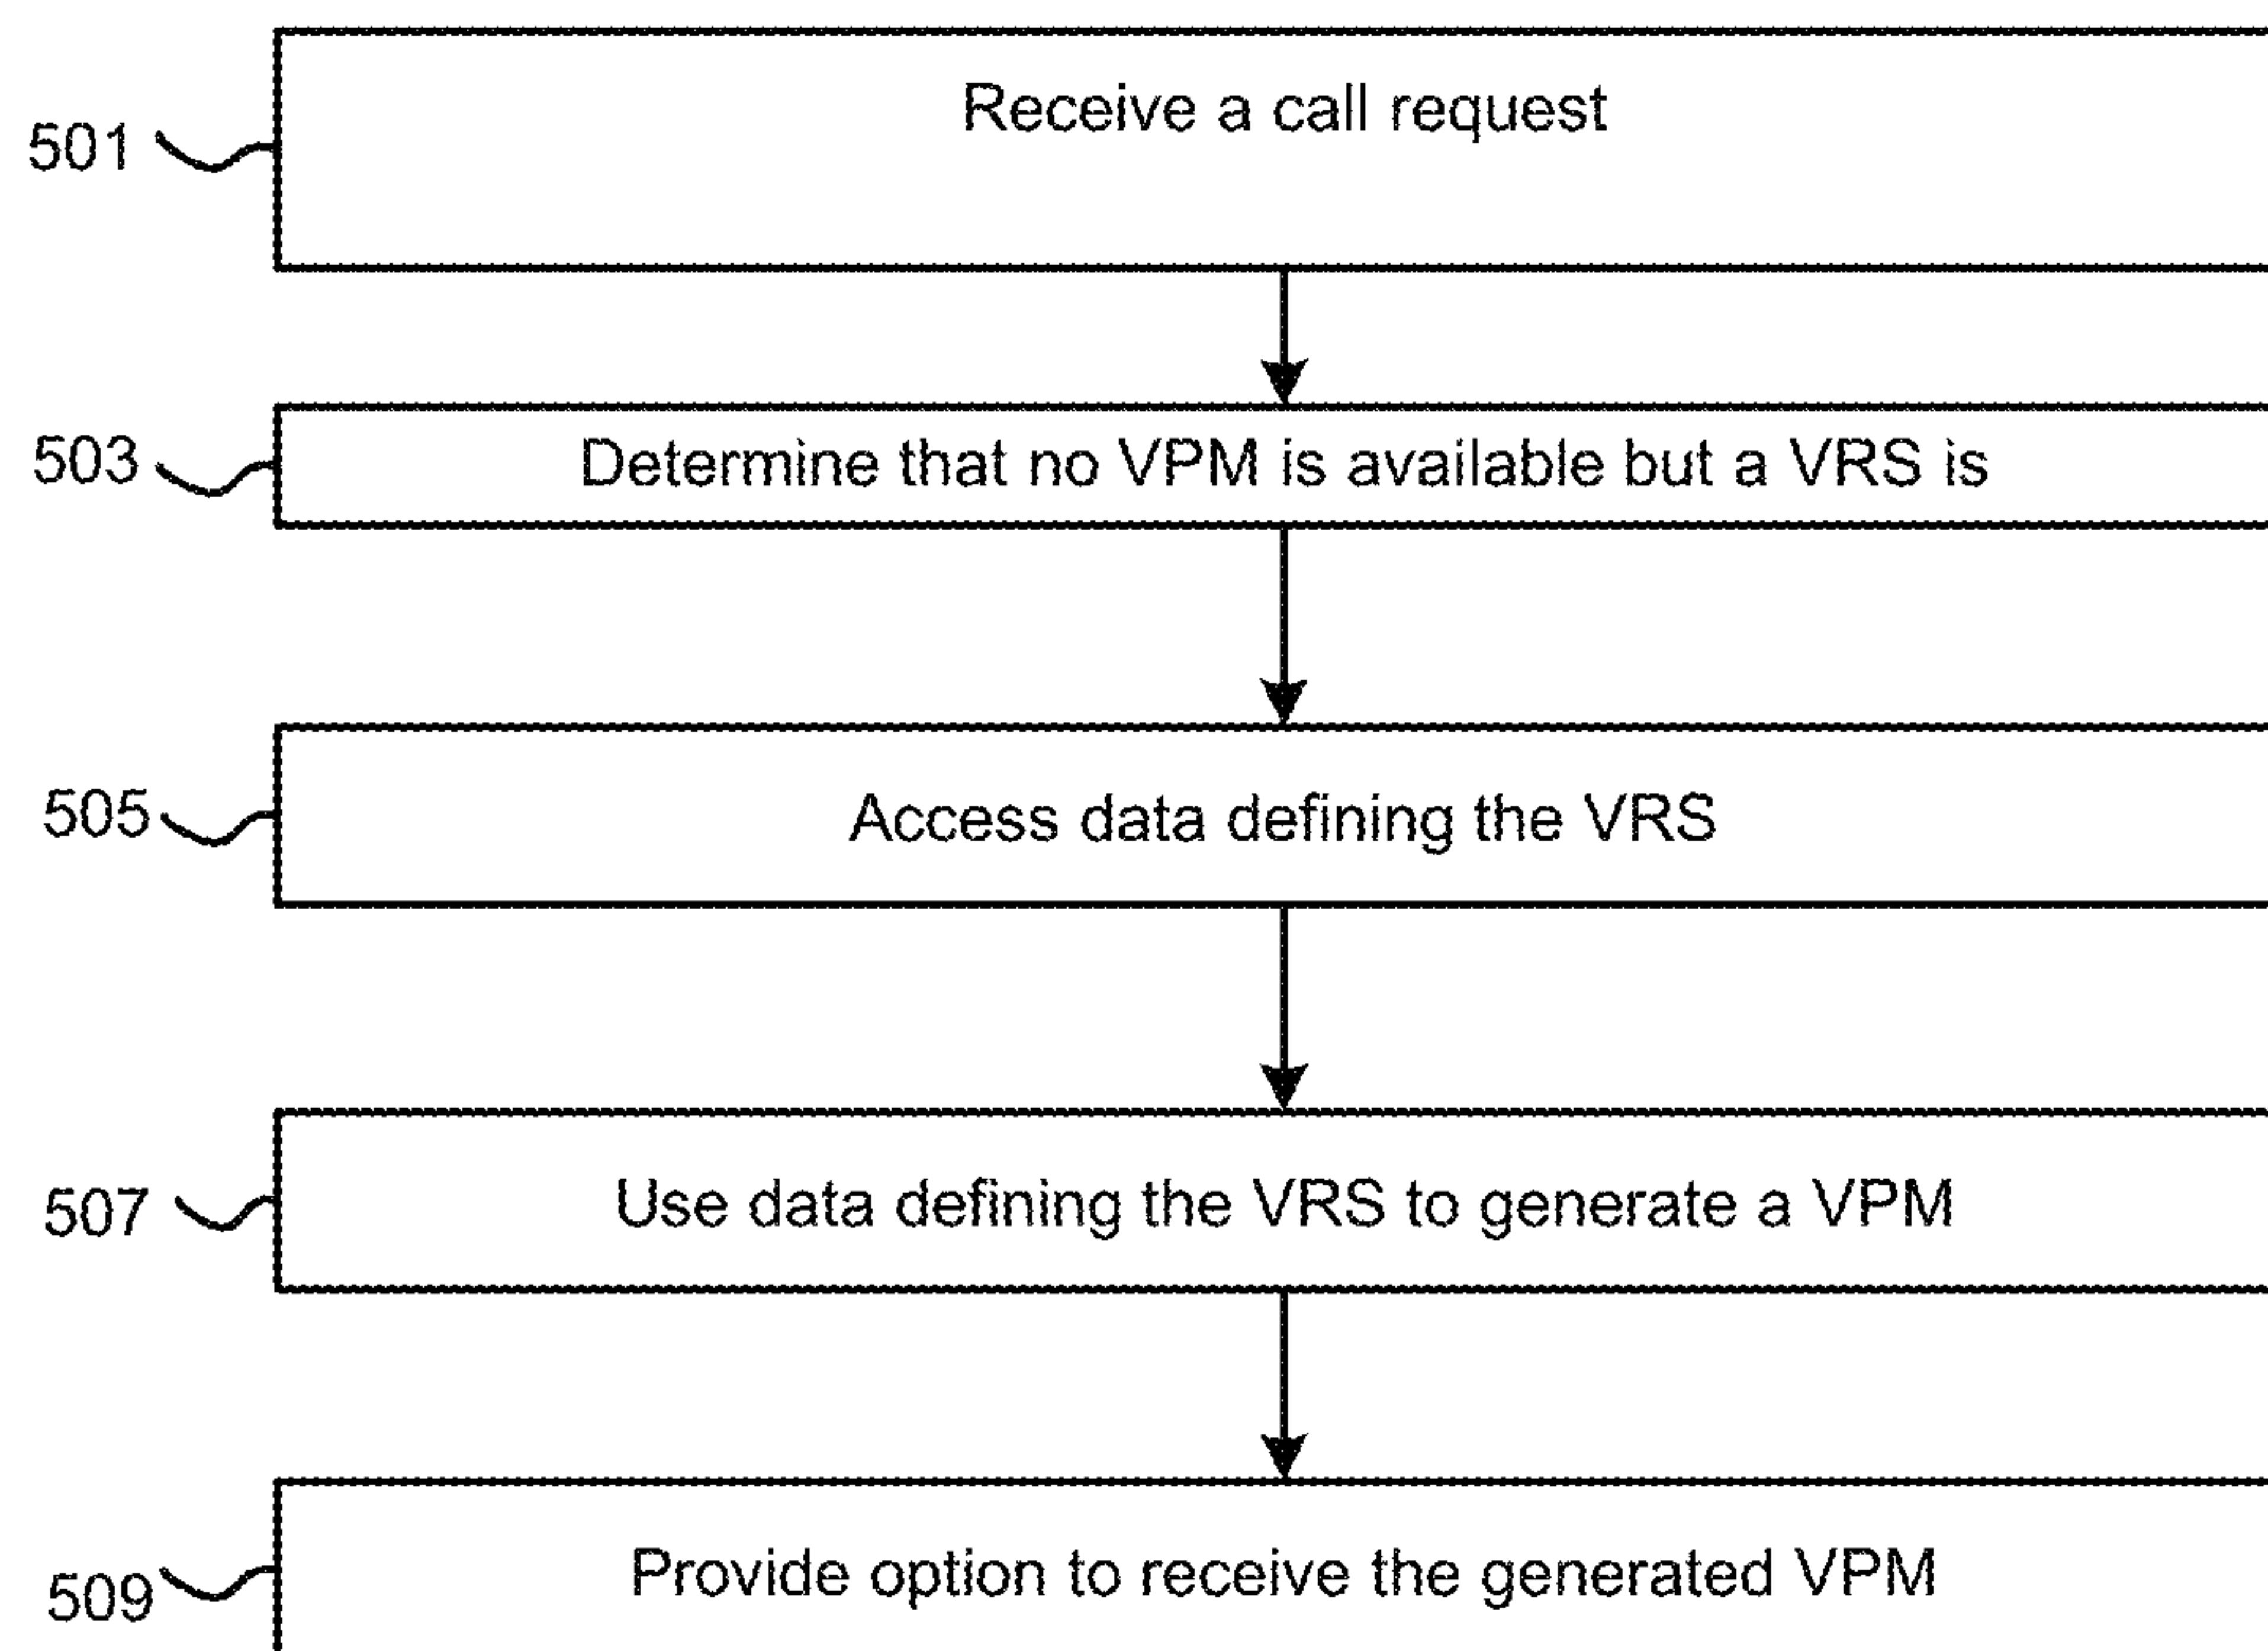 Receive a call request
501
Determine that no VPM is available but a VRS is
503
Access data defining the VRS
505
Use data defining the VRS to generate a VPM
507
Provide option to receive the generated VPM
509